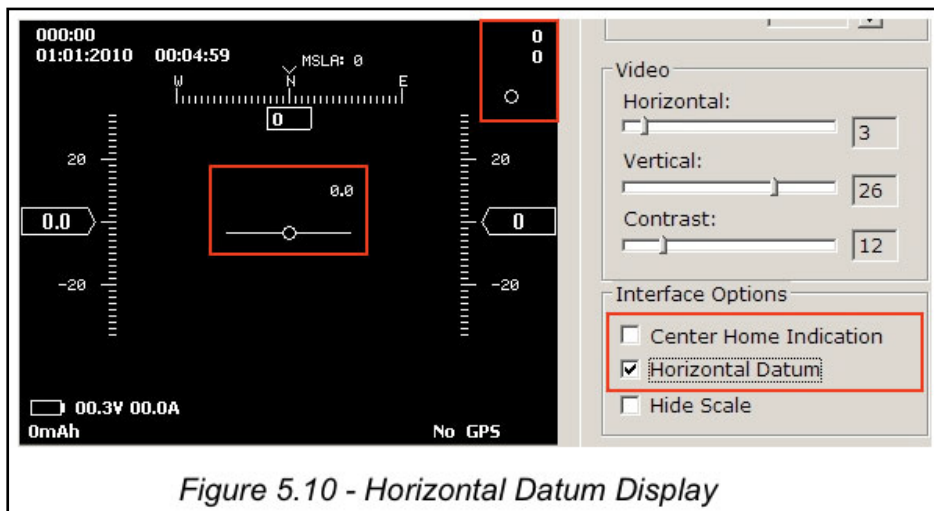 000:00
0
01:01:2010 00:04:59
0
MSLA: 0
W N E
0
20
20
0.0
0.0
0
-20
-20
00.3V 00.0A
0mAh
No GPS
Video
Horizontal:
3
Vertical:
26
Contrast:
12
Interface Options
Center Home Indication
Horizontal Datum
Hide Scale
Figure 5.10 - Horizontal Datum Display